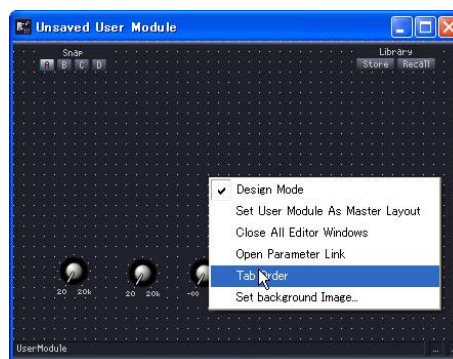 Unsaved User Module
Snap
A B C D
Library
Store Recall
Design Mode
Set User Module As Master Layout
Close All Editor Windows
Open Parameter Link
Tab Order
Set background Image...
20 20k
20 20k
-∞
UserModule
...